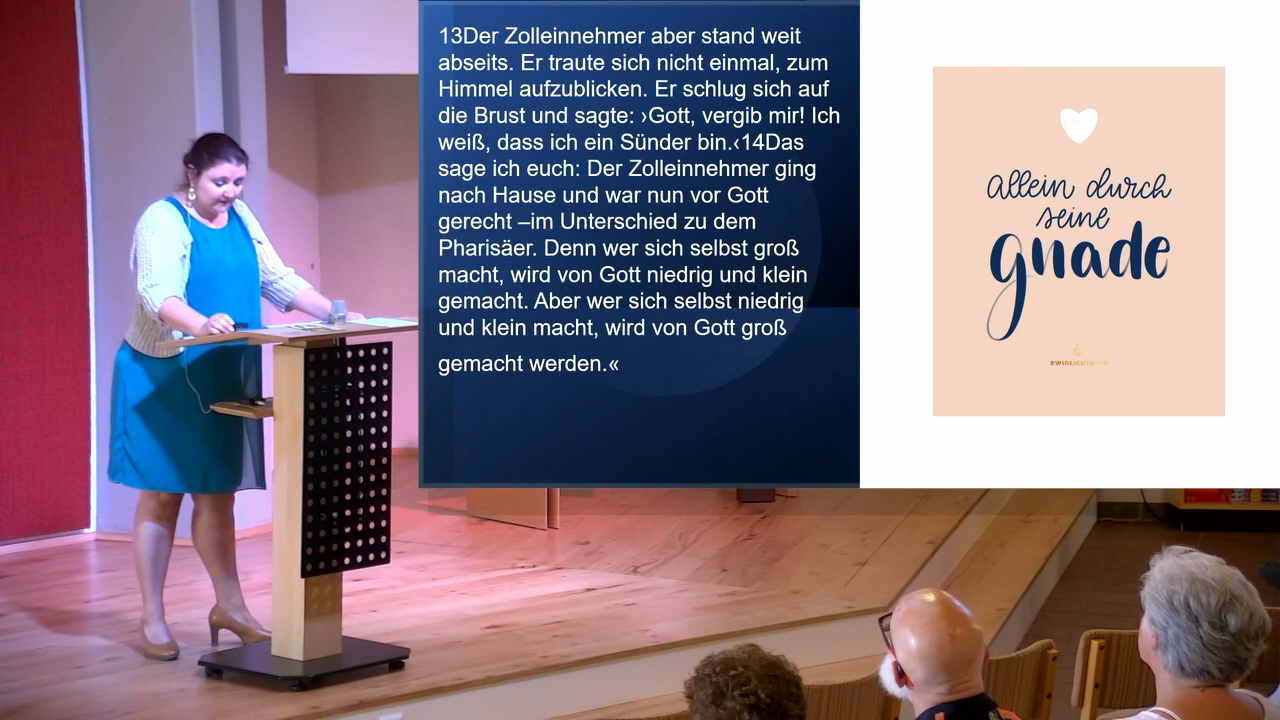 13Der Zolleinnehmer aber stand weit
abseits. Er traute sich nicht einmal, zum
Himmel aufzublicken. Er schlug sich auf
die Brust und sagte: ›Gott, vergib mir! Ich
weiß, dass ich ein Sünder bin.‹14Das
sage ich euch: Der Zolleinnehmer ging
nach Hause und war nun vor Gott
gerecht –im Unterschied zu dem
Pharisäer. Denn wer sich selbst groß
macht, wird von Gott niedrig und klein
gemacht. Aber wer sich selbst niedrig
und klein macht, wird von Gott groß
gemacht werden.«
allein durch
seine
gnade